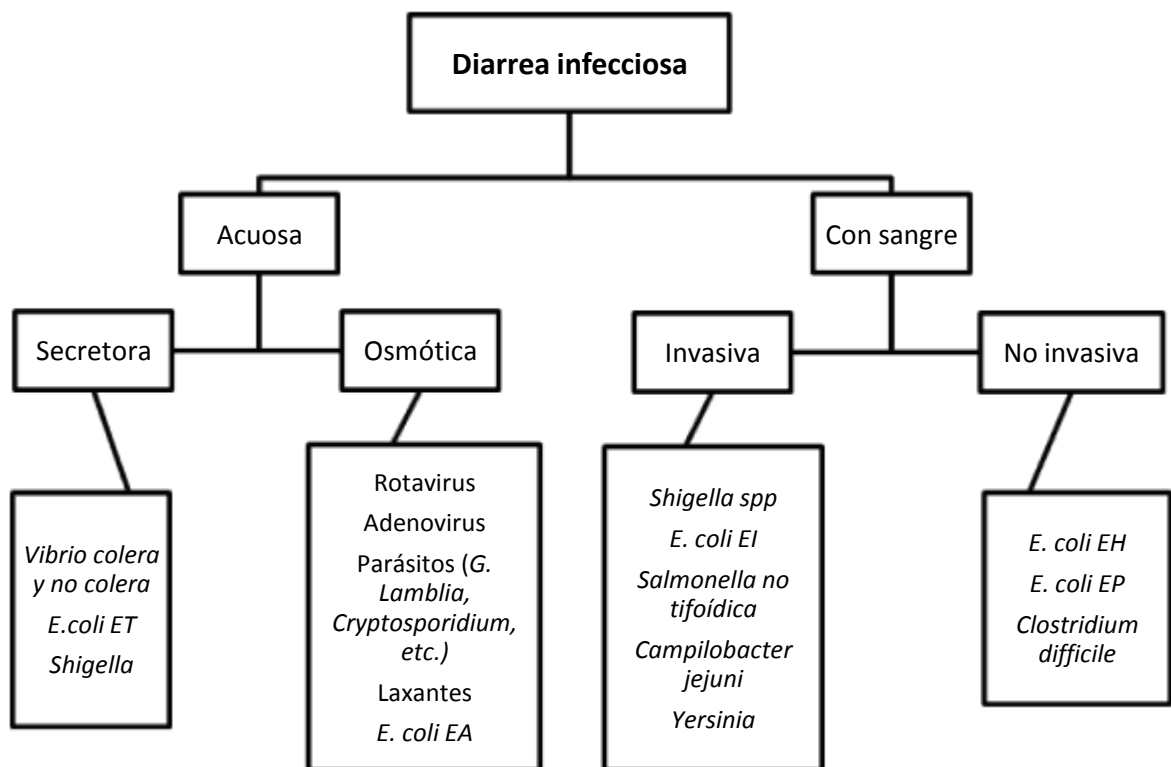 Diarrea infecciosa
Acuosa
Con sangre
Secretora
Osmótica
Invasiva
No invasiva
Vibrio colera
y no colera
E.coli ET
Shigella
Rotavirus
Adenovirus
Parásitos (G.
Lamblia,
Cryptosporidium,
etc.)
Laxantes
E. coli EA
Shigella spp
E. coli EI
Salmonella no
tifoídica
Campilobacter
jejuni
Yersinia
E. coli EH
E. coli EP
Clostridium
difficile